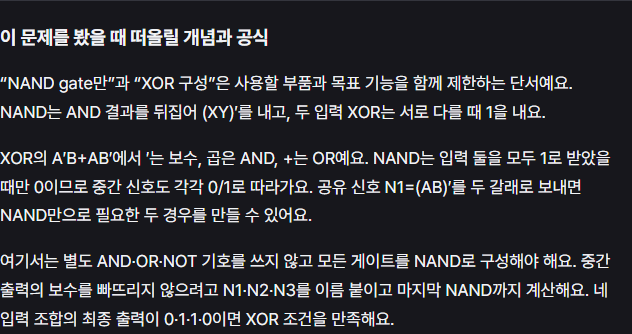 이 문제를 봤을 때 떠올릴 개념과 공식
“NAND gate만”과 “XOR 구성”은 사용할 부품과 목표 기능을 함께 제한하는 단서예요.
NAND는 AND 결과를 뒤집어 (XY)′를 내고, 두 입력 XOR는 서로 다를 때 1을 내요.
XOR의 A′B+AB′에서 ′는 보수, 곱은 AND, +는 OR예요. NAND는 입력 둘을 모두 1로 받았을
때만 0이므로 중간 신호도 각각 0/1로 따라가요. 공유 신호 N1=(AB)′를 두 갈래로 보내면
NAND만으로 필요한 두 경우를 만들 수 있어요.
여기서는 별도 AND·OR·NOT 기호를 쓰지 않고 모든 게이트를 NAND로 구성해야 해요. 중간
출력의 보수를 빠뜨리지 않으려고 N1·N2·N3를 이름 붙이고 마지막 NAND까지 계산해요. 네
입력 조합의 최종 출력이 0·1·1·0이면 XOR 조건을 만족해요.